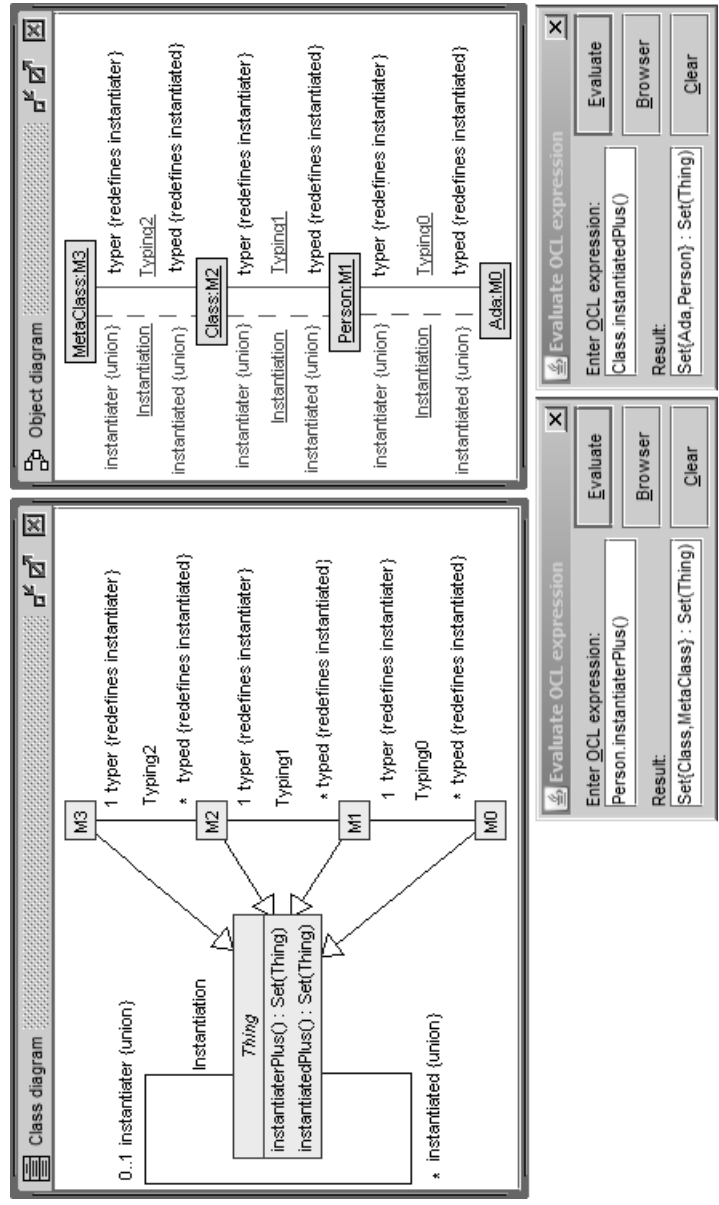 Class diagram
0..1 instantiater {union}
Instantiation
Thing
instantiaterPlus() : Set(Thing)
instantiatedPlus() : Set(Thing)
* instantiated {union}
M3
1 typer {redefines instantiater}
Typing2
* typed {redefines instantiated}
M2
1 typer {redefines instantiater}
Typing1
* typed {redefines instantiated}
M1
1 typer {redefines instantiater}
Typing0
* typed {redefines instantiated}
M0
Object diagram
MetaClass:M3
instantiater {union} typer {redefines instantiater}
Instantiation Typing2
instantiated {union} typed {redefines instantiated}
Class:M2
instantiater {union} typer {redefines instantiater}
Instantiation Typing1
instantiated {union} typed {redefines instantiated}
Person:M1
instantiater {union} typer {redefines instantiater}
Instantiation Typing0
instantiated {union} typed {redefines instantiated}
Ada:M0
Evaluate OCL expression
Enter OCL expression:
Person.instantiaterPlus()
Result:
Set{Class,MetaClass} : Set(Thing)
Evaluate
Browser
Clear
Evaluate OCL expression
Enter OCL expression:
Class.instantiatedPlus()
Result:
Set{Ada,Person} : Set(Thing)
Evaluate
Browser
Clear